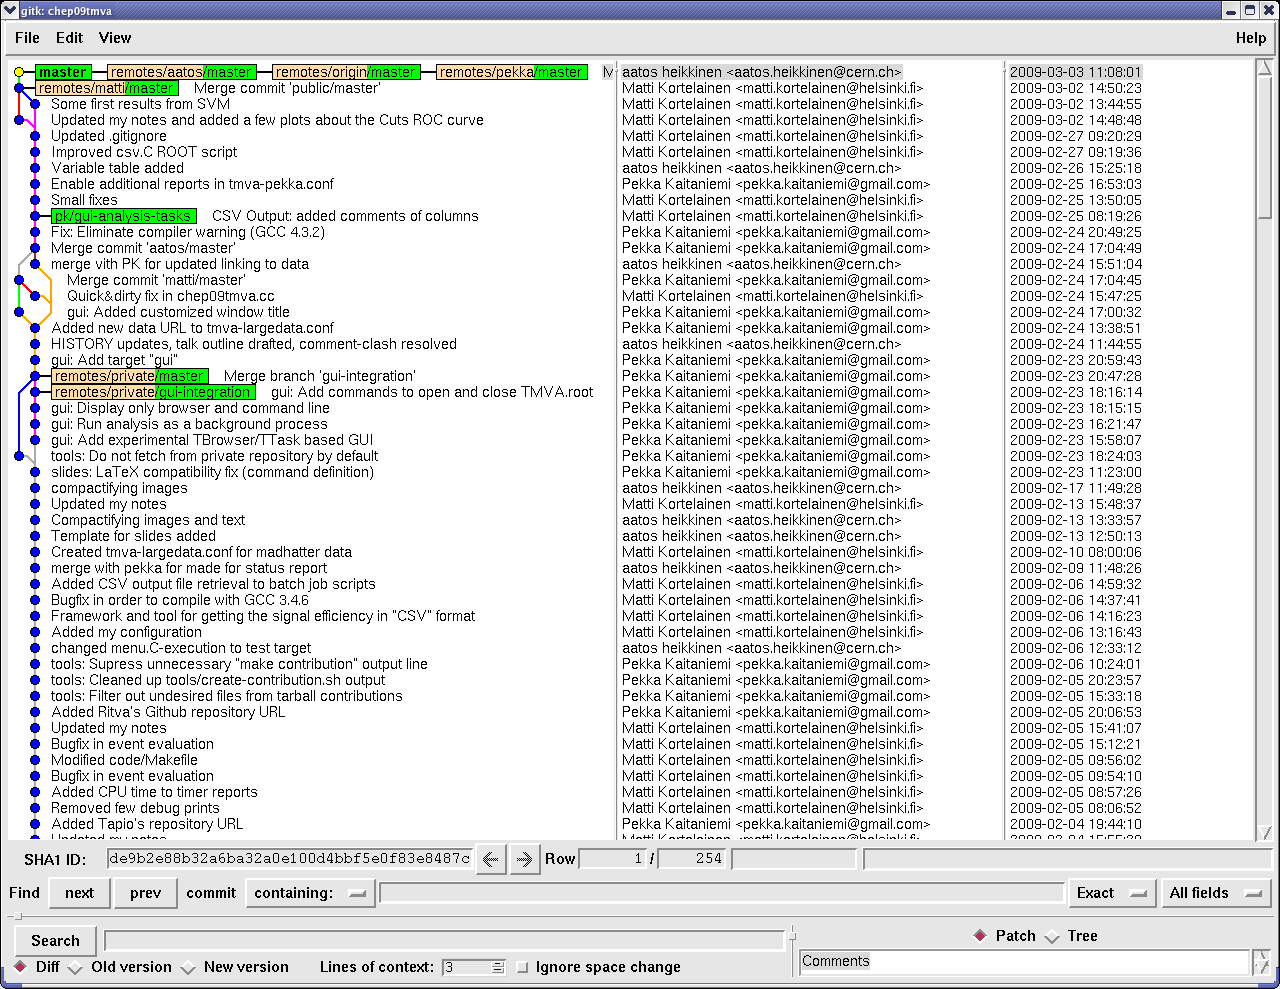 gitk: chep09tmva
File Edit View Help
master remotes/aatos/master remotes/origin/master remotes/pekka/master M aatos heikkinen <aatos.heikkinen@cern.ch> 2009-03-03 11:08:01
remotes/matti/master Merge commit 'public/master' Matti Kortelainen <matti.kortelainen@helsinki.fi> 2009-03-02 14:50:23
Some first results from SVM Matti Kortelainen <matti.kortelainen@helsinki.fi> 2009-03-02 13:44:55
Updated my notes and added a few plots about the Cuts ROC curve Matti Kortelainen <matti.kortelainen@helsinki.fi> 2009-03-02 14:48:48
Updated .gitignore Matti Kortelainen <matti.kortelainen@helsinki.fi> 2009-02-27 09:20:29
Improved csv.C ROOT script Matti Kortelainen <matti.kortelainen@helsinki.fi> 2009-02-27 09:19:36
Variable table added aatos heikkinen <aatos.heikkinen@cern.ch> 2009-02-26 15:25:18
Enable additional reports in tmva-pekka.conf Pekka Kaitaniemi <pekka.kaitaniemi@gmail.com> 2009-02-25 16:53:03
Small fixes Matti Kortelainen <matti.kortelainen@helsinki.fi> 2009-02-25 13:50:05
pk/gui-analysis-tasks CSV Output: added comments of columns Matti Kortelainen <matti.kortelainen@helsinki.fi> 2009-02-25 08:19:26
Fix: Eliminate compiler warning (GCC 4.3.2) Pekka Kaitaniemi <pekka.kaitaniemi@gmail.com> 2009-02-24 20:49:25
Merge commit 'aatos/master' Pekka Kaitaniemi <pekka.kaitaniemi@gmail.com> 2009-02-24 17:04:49
merge vith PK for updated linking to data aatos heikkinen <aatos.heikkinen@cern.ch> 2009-02-24 15:51:04
Merge commit 'matti/master' Pekka Kaitaniemi <pekka.kaitaniemi@gmail.com> 2009-02-24 17:04:45
Quick&dirty fix in chep09tmva.cc Matti Kortelainen <matti.kortelainen@helsinki.fi> 2009-02-24 15:47:25
gui: Added customized window title Pekka Kaitaniemi <pekka.kaitaniemi@gmail.com> 2009-02-24 17:00:32
Added new data URL to tmva-largedata.conf Pekka Kaitaniemi <pekka.kaitaniemi@gmail.com> 2009-02-24 13:38:51
HISTORY updates, talk outline drafted, comment-clash resolved aatos heikkinen <aatos.heikkinen@cern.ch> 2009-02-24 11:44:55
gui: Add target "gui" Pekka Kaitaniemi <pekka.kaitaniemi@gmail.com> 2009-02-23 20:59:43
remotes/private/master Merge branch 'gui-integration' Pekka Kaitaniemi <pekka.kaitaniemi@gmail.com> 2009-02-23 20:47:28
remotes/private/gui-integration gui: Add commands to open and close TMVA.root Pekka Kaitaniemi <pekka.kaitaniemi@gmail.com> 2009-02-23 18:16:14
gui: Display only browser and command line Pekka Kaitaniemi <pekka.kaitaniemi@gmail.com> 2009-02-23 18:15:15
gui: Run analysis as a background process Pekka Kaitaniemi <pekka.kaitaniemi@gmail.com> 2009-02-23 16:21:47
gui: Add experimental TBrowser/TTask based GUI Pekka Kaitaniemi <pekka.kaitaniemi@gmail.com> 2009-02-23 15:58:07
tools: Do not fetch from private repository by default Pekka Kaitaniemi <pekka.kaitaniemi@gmail.com> 2009-02-23 18:24:03
slides: LaTeX compatibility fix (command definition) Pekka Kaitaniemi <pekka.kaitaniemi@gmail.com> 2009-02-23 11:23:00
compactifying images aatos heikkinen <aatos.heikkinen@cern.ch> 2009-02-17 11:49:28
Updated my notes Matti Kortelainen <matti.kortelainen@helsinki.fi> 2009-02-13 15:48:37
Compactifying images and text aatos heikkinen <aatos.heikkinen@cern.ch> 2009-02-13 13:33:57
Template for slides added aatos heikkinen <aatos.heikkinen@cern.ch> 2009-02-13 12:50:13
Created tmva-largedata.conf for madhatter data Matti Kortelainen <matti.kortelainen@helsinki.fi> 2009-02-10 08:00:06
merge with pekka for made for status report aatos heikkinen <aatos.heikkinen@cern.ch> 2009-02-09 11:48:26
Added CSV output file retrieval to batch job scripts Matti Kortelainen <matti.kortelainen@helsinki.fi> 2009-02-06 14:59:32
Bugfix in order to compile with GCC 3.4.6 Matti Kortelainen <matti.kortelainen@helsinki.fi> 2009-02-06 14:37:41
Framework and tool for getting the signal efficiency in "CSV" format Matti Kortelainen <matti.kortelainen@helsinki.fi> 2009-02-06 14:16:23
Added my configuration Matti Kortelainen <matti.kortelainen@helsinki.fi> 2009-02-06 13:16:43
changed menu.C-execution to test target aatos heikkinen <aatos.heikkinen@cern.ch> 2009-02-06 12:33:12
tools: Supress unnecessary "make contribution" output line Pekka Kaitaniemi <pekka.kaitaniemi@gmail.com> 2009-02-06 10:24:01
tools: Cleaned up tools/create-contribution.sh output Pekka Kaitaniemi <pekka.kaitaniemi@gmail.com> 2009-02-05 20:23:57
tools: Filter out undesired files from tarball contributions Pekka Kaitaniemi <pekka.kaitaniemi@gmail.com> 2009-02-05 15:33:18
Added Ritva's Github repository URL Pekka Kaitaniemi <pekka.kaitaniemi@gmail.com> 2009-02-05 20:06:53
Updated my notes Matti Kortelainen <matti.kortelainen@helsinki.fi> 2009-02-05 15:41:07
Bugfix in event evaluation Matti Kortelainen <matti.kortelainen@helsinki.fi> 2009-02-05 15:12:21
Modified code/Makefile Matti Kortelainen <matti.kortelainen@helsinki.fi> 2009-02-05 09:56:02
Bugfix in event evaluation Matti Kortelainen <matti.kortelainen@helsinki.fi> 2009-02-05 09:54:10
Added CPU time to timer reports Matti Kortelainen <matti.kortelainen@helsinki.fi> 2009-02-05 08:57:26
Removed few debug prints Matti Kortelainen <matti.kortelainen@helsinki.fi> 2009-02-05 08:06:52
Added Tapio's repository URL Pekka Kaitaniemi <pekka.kaitaniemi@gmail.com> 2009-02-04 19:44:10
SHA1 ID: de9b2e88b32a6ba32a0e100d4bbf5e0f83e8487c Row 1 / 254
Find next prev commit containing: Exact All fields
Search Patch Tree
Diff Old version New version Lines of context: 3 Ignore space change Comments